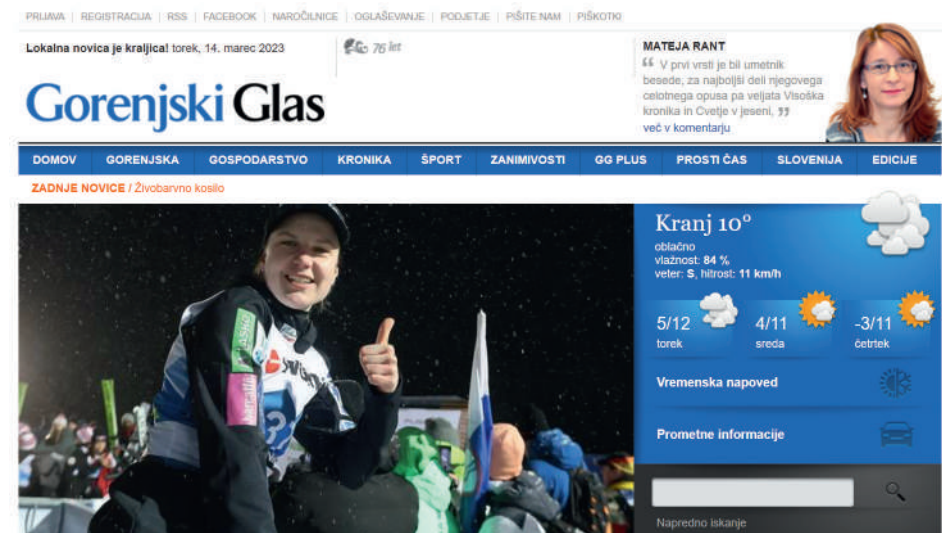 PRIJAVA | REGISTRACIJA | RSS | FACEBOOK | NAROČILNICE | OGLAŠEVANJE | PODJETJE | PIŠITE NAM | PIŠKOTKI
Lokalna novica je kraljica! torek, 14. marec 2023
76 let
Gorenjski Glas
MATEJA RANT
“ V prvi vrsti je bil umetnik
besede, za najboljši deli njegovega
celotnega opusa pa veljata Visoška
kronika in Cvetje v jeseni. ”
več v komentarju
DOMOV GORENJSKA GOSPODARSTVO KRONIKA ŠPORT ZANIMIVOSTI GG PLUS PROSTI ČAS SLOVENIJA EDICIJE
ZADNJE NOVICE / Živobarvno kosilo
Kranj 10°
oblačno
vlažnost: 84 %
veter: S, hitrost: 11 km/h
5/12 4/11 -3/11
torek sreda četrtek
Vremenska napoved
Prometne informacije
Napredno iskanje